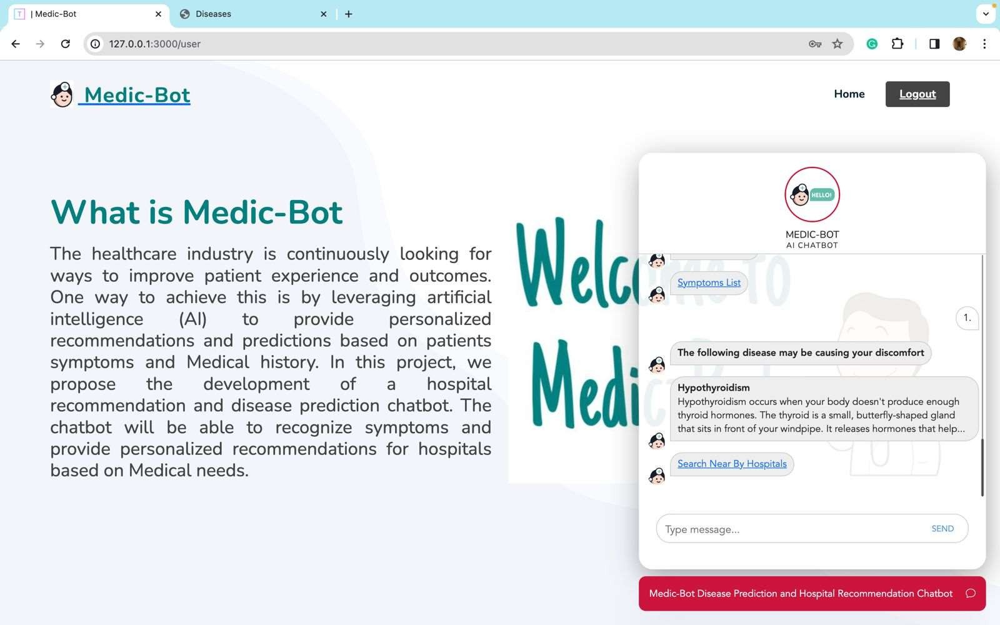 T | Medic-Bot
Diseases
127.0.0.1:3000/user
Medic-Bot
Home
Logout
What is Medic-Bot
The healthcare industry is continuously looking for
ways to improve patient experience and outcomes.
One way to achieve this is by leveraging artificial
intelligence (AI) to provide personalized
recommendations and predictions based on patients
symptoms and Medical history. In this project, we
propose the development of a hospital
recommendation and disease prediction chatbot. The
chatbot will be able to recognize symptoms and
provide personalized recommendations for hospitals
based on Medical needs.
Welcome To
Medic-Bot
HELLO!
MEDIC-BOT
AI CHATBOT
Symptoms List
1.
The following disease may be causing your discomfort
Hypothyroidism
Hypothyroidism occurs when your body doesn't produce enough
thyroid hormones. The thyroid is a small, butterfly-shaped gland
that sits in front of your windpipe. It releases hormones that help...
Search Near By Hospitals
Type message...
SEND
Medic-Bot Disease Prediction and Hospital Recommendation Chatbot